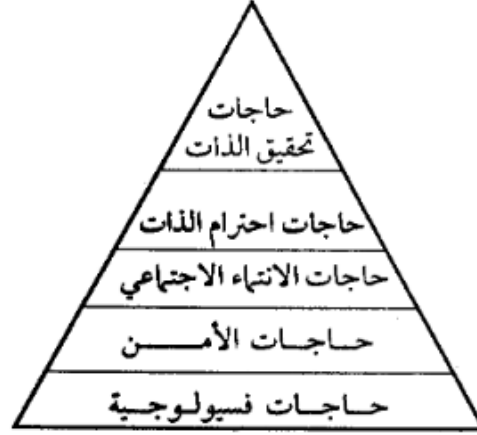 حاجات
تحقيق الذات
حاجات احترام الذات
حاجات الانتماء الاجتماعي
حاجات الأمن
حاجات فسيولوجية